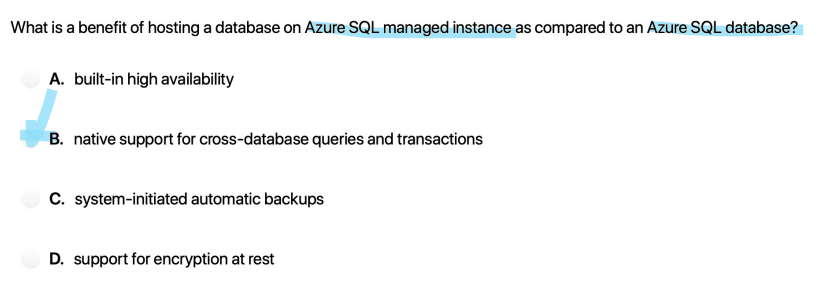 What is a benefit of hosting a database on Azure SQL managed instance as compared to an Azure SQL database?
A. built-in high availability
B. native support for cross-database queries and transactions
C. system-initiated automatic backups
D. support for encryption at rest